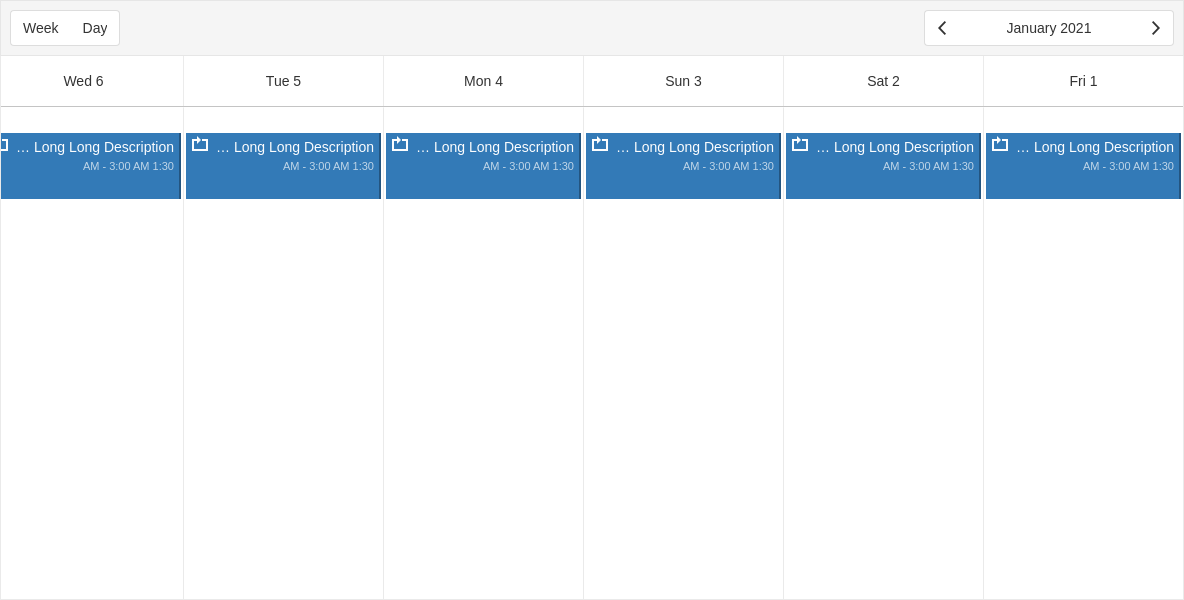 Week Day
January 2021
Wed 6 Tue 5 Mon 4 Sun 3 Sat 2 Fri 1
… Long Long Description … Long Long Description … Long Long Description … Long Long Description … Long Long Description … Long Long Description
AM - 3:00 AM 1:30 AM - 3:00 AM 1:30 AM - 3:00 AM 1:30 AM - 3:00 AM 1:30 AM - 3:00 AM 1:30 AM - 3:00 AM 1:30